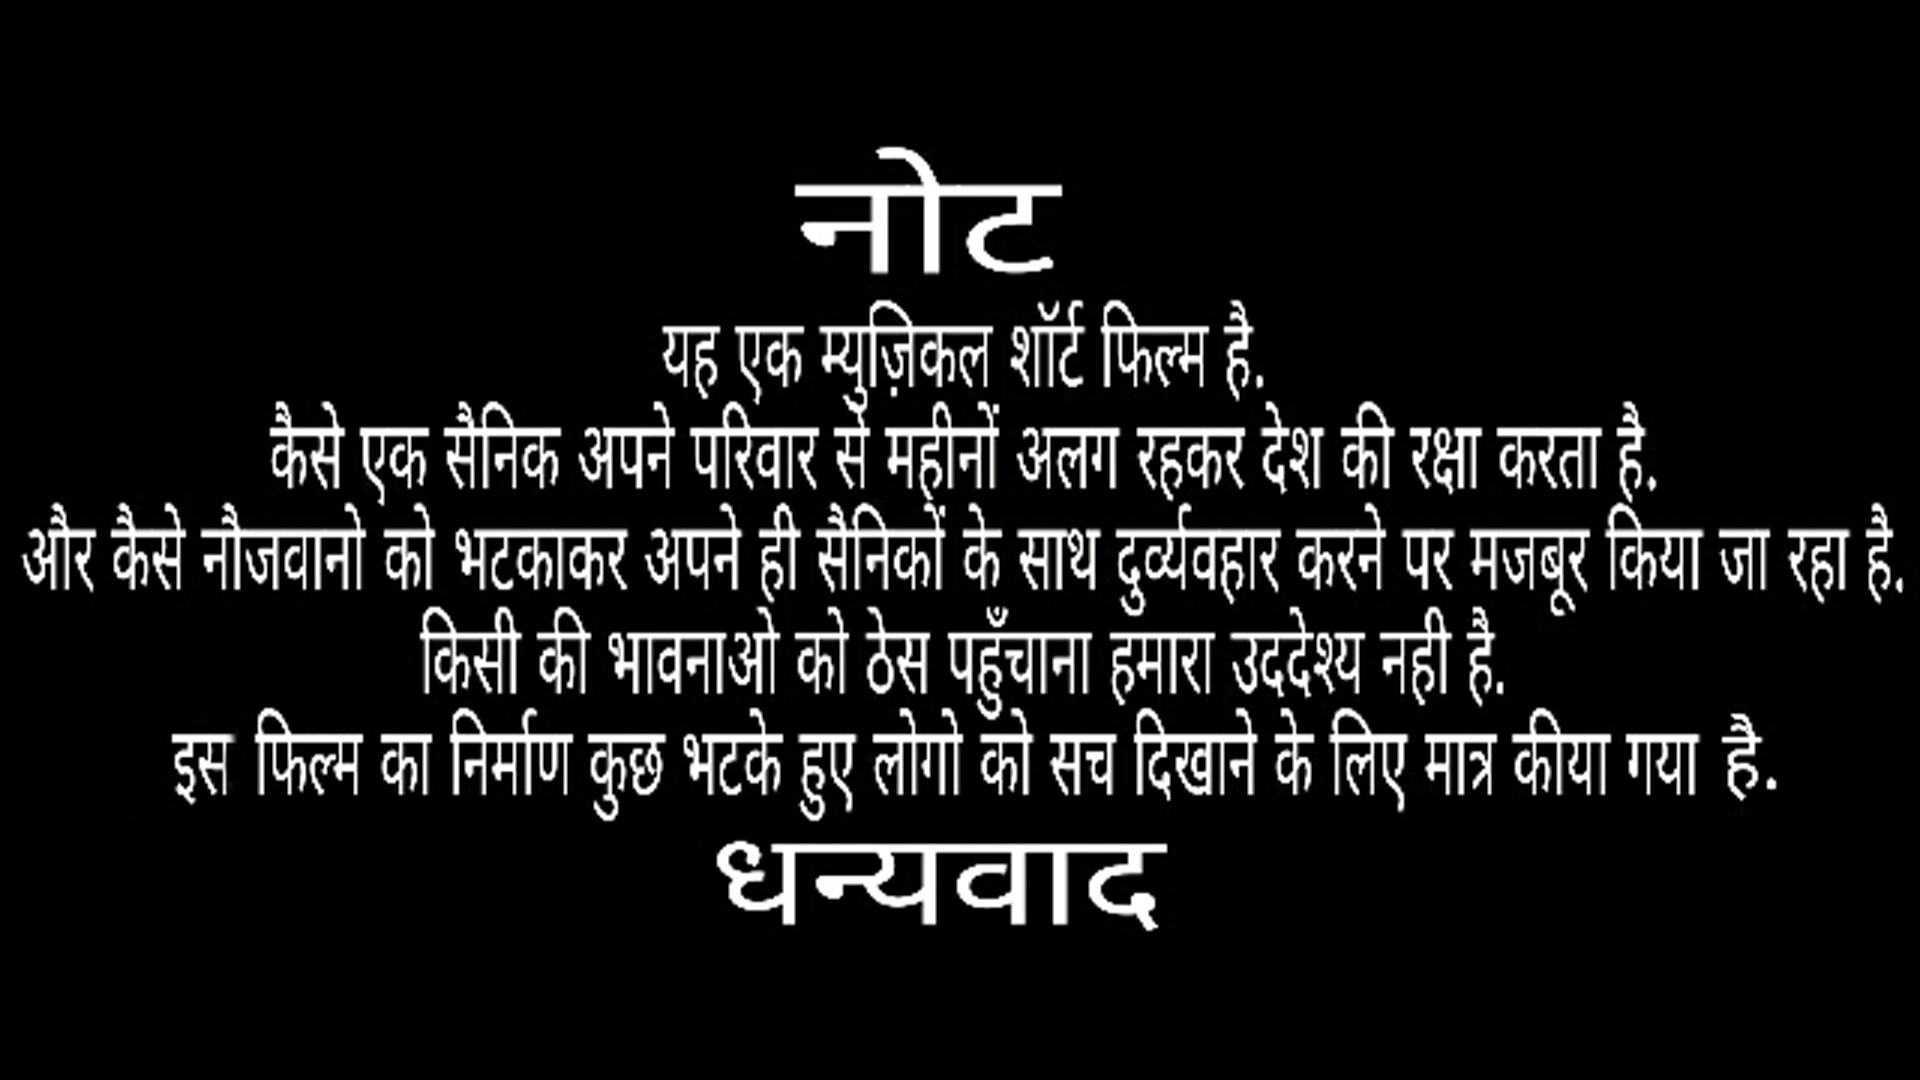 नोट
यह एक म्युज़िकल शॉर्ट फिल्म है.
कैसे एक सैनिक अपने परिवार से महीनों अलग रहकर देश की रक्षा करता है.
और कैसे नौजवानो को भटकाकर अपने ही सैनिकों के साथ दुर्व्यवहार करने पर मजबूर किया जा रहा है.
किसी की भावनाओ को ठेस पहुँचाना हमारा उददेश्य नही है.
इस फिल्म का निर्माण कुछ भटके हुए लोगो को सच दिखाने के लिए मात्र कीया गया है.
धन्यवाद